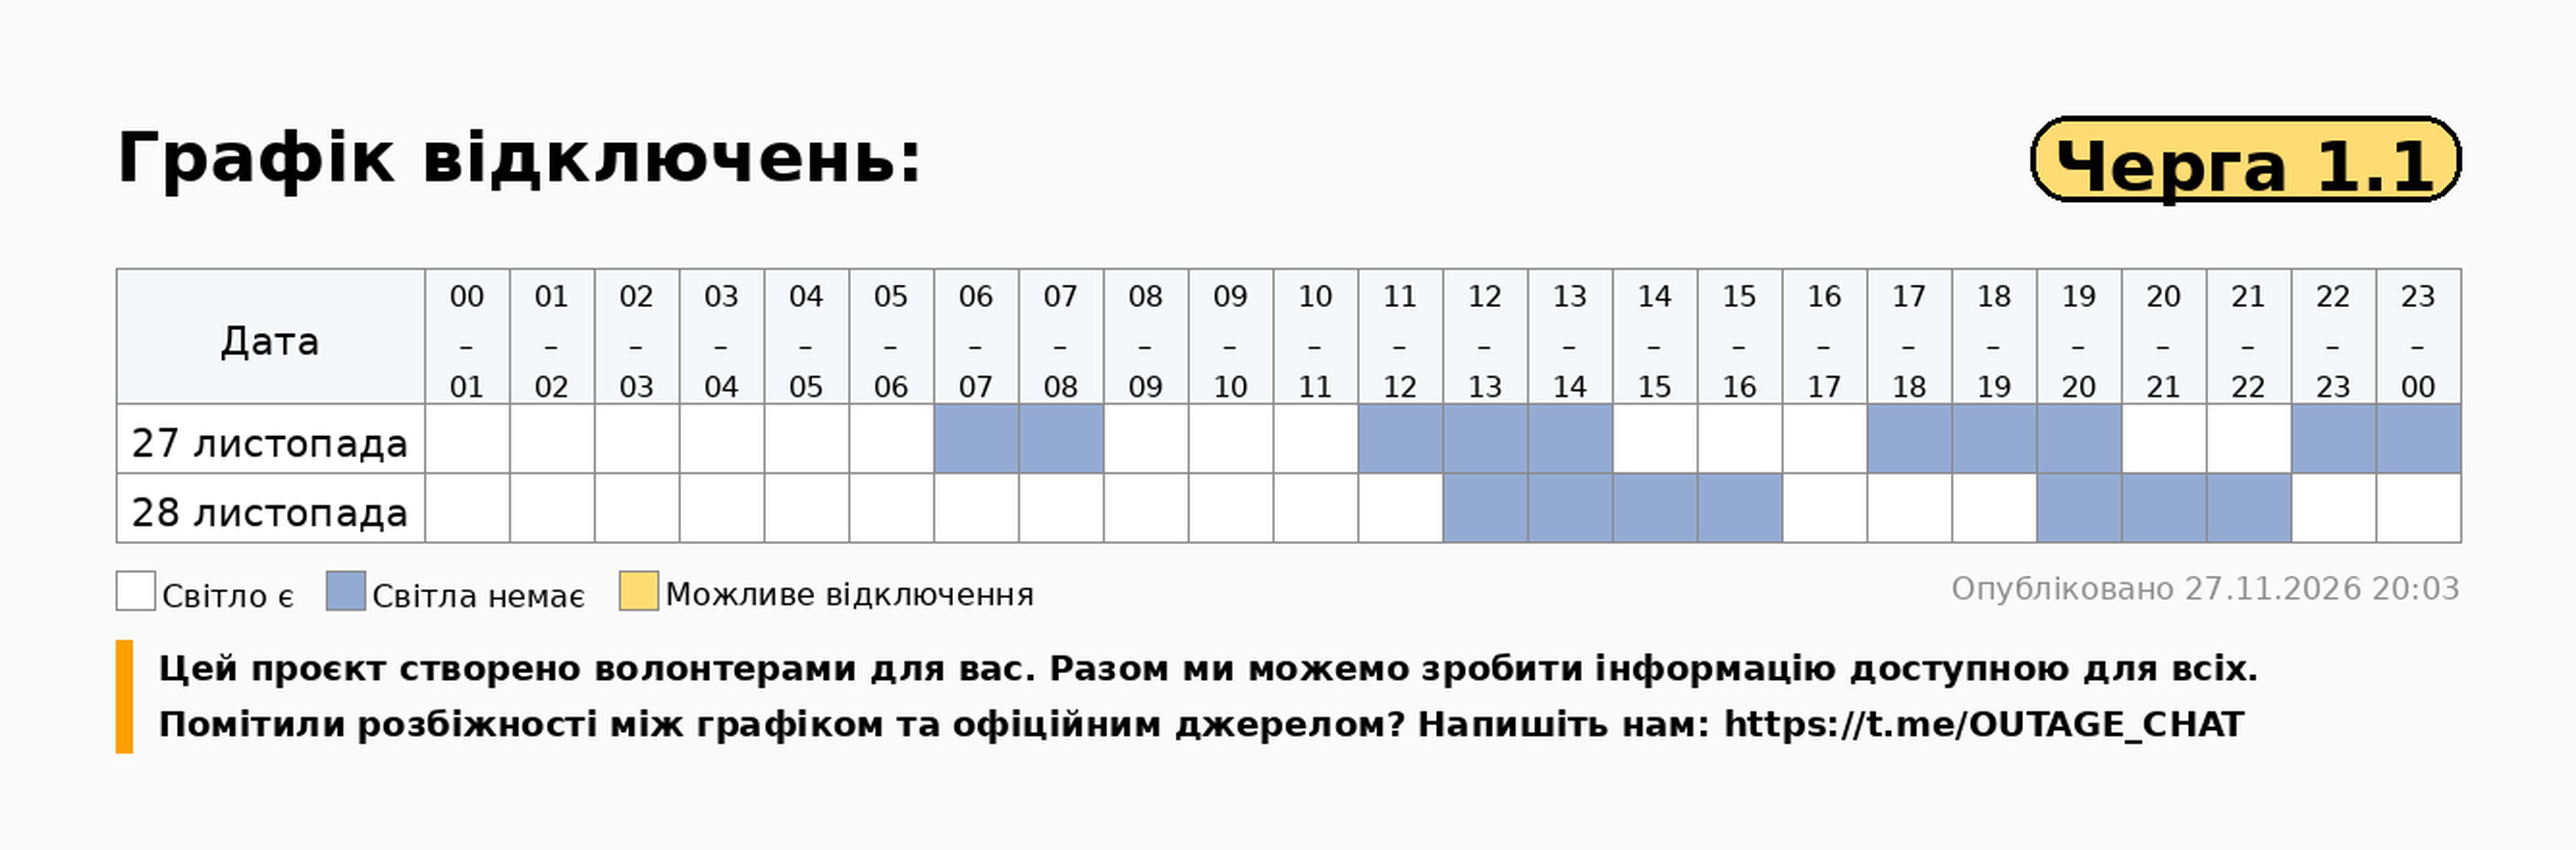 Графік відключень:
Черга 1.1
Дата 00 – 01 01 – 02 02 – 03 03 – 04 04 – 05 05 – 06 06 – 07 07 – 08 08 – 09 09 – 10 10 – 11 11 – 12 12 – 13 13 – 14 14 – 15 15 – 16 16 – 17 17 – 18 18 – 19 19 – 20 20 – 21 21 – 22 22 – 23 23 – 00
27 листопада
28 листопада
Світло є Світла немає Можливе відключення
Опубліковано 27.11.2026 20:03
Цей проєкт створено волонтерами для вас. Разом ми можемо зробити інформацію доступною для всіх.
Помітили розбіжності між графіком та офіційним джерелом? Напишіть нам: https://t.me/OUTAGE_CHAT